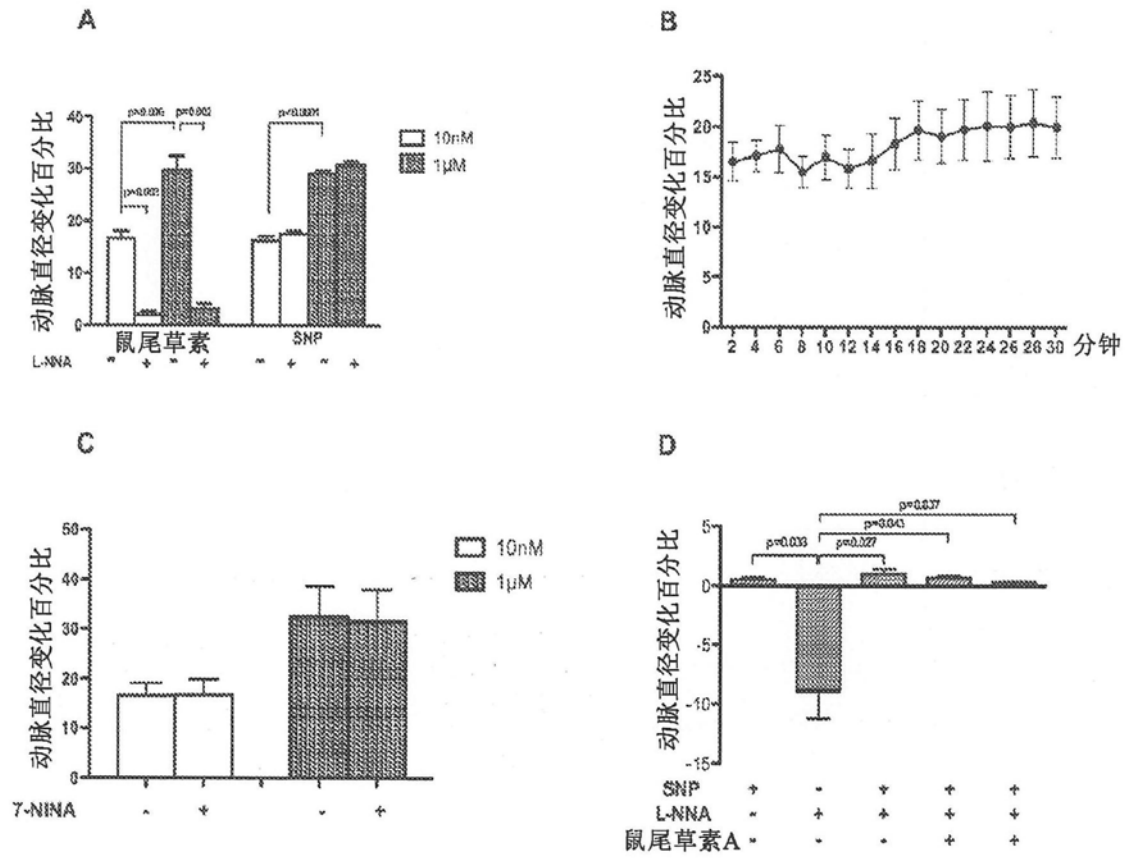 A
动脉直径变化百分比
40
30
20
10
0
p=0.002
p<0.0001
10nM
1μM
鼠尾草素
SNP
L-NNA
- + - + - + - +
B
动脉直径变化百分比
25
20
15
10
5
0
2 4 6 8 10 12 14 16 18 20 22 24 26 28 30 分钟
C
动脉直径变化百分比
50
40
30
20
10
0
10nM
1μM
7-NINA - + - +
D
动脉直径变化百分比
5
0
-5
-10
-15
p=0.037
p=0.043
p=0.027
SNP + - + + +
L-NNA - + + + +
鼠尾草素A - - - + +